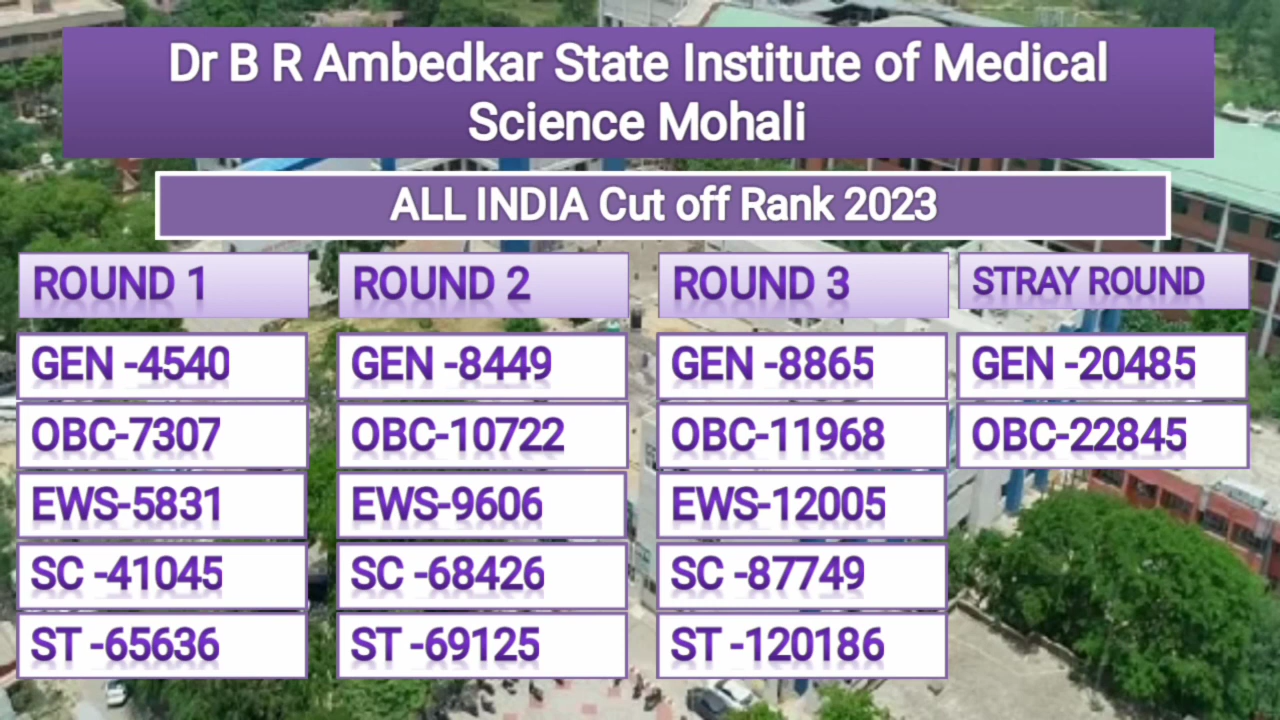 Dr B R Ambedkar State Institute of Medical
Science Mohali
ALL INDIA Cut off Rank 2023
ROUND 1
GEN -4540
OBC-7307
EWS-5831
SC -41045
ST -65636
ROUND 2
GEN -8449
OBC-10722
EWS-9606
SC -68426
ST -69125
ROUND 3
GEN -8865
OBC-11968
EWS-12005
SC -87749
ST -120186
STRAY ROUND
GEN -20485
OBC-22845